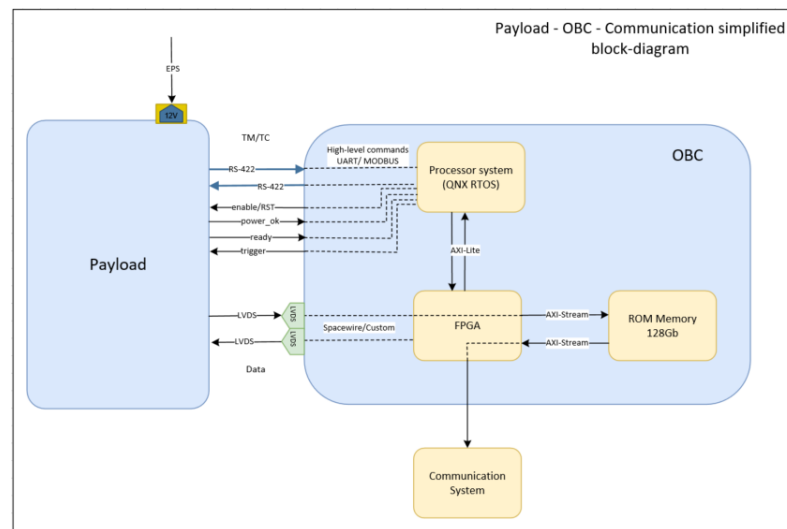 Payload - OBC - Communication simplified
block-diagram
EPS
12V
TM/TC
OBC
High-level commands
UART/ MODBUS
Processor system
(QNX RTOS)
RS-422
RS-422
enable/RST
power_ok
ready
trigger
Payload
AXI-Lite
LVDS
LVDS
Spacewire/Custom
FPGA
AXI-Stream
ROM Memory
128Gb
LVDS
LVDS
AXI-Stream
Data
Communication
System